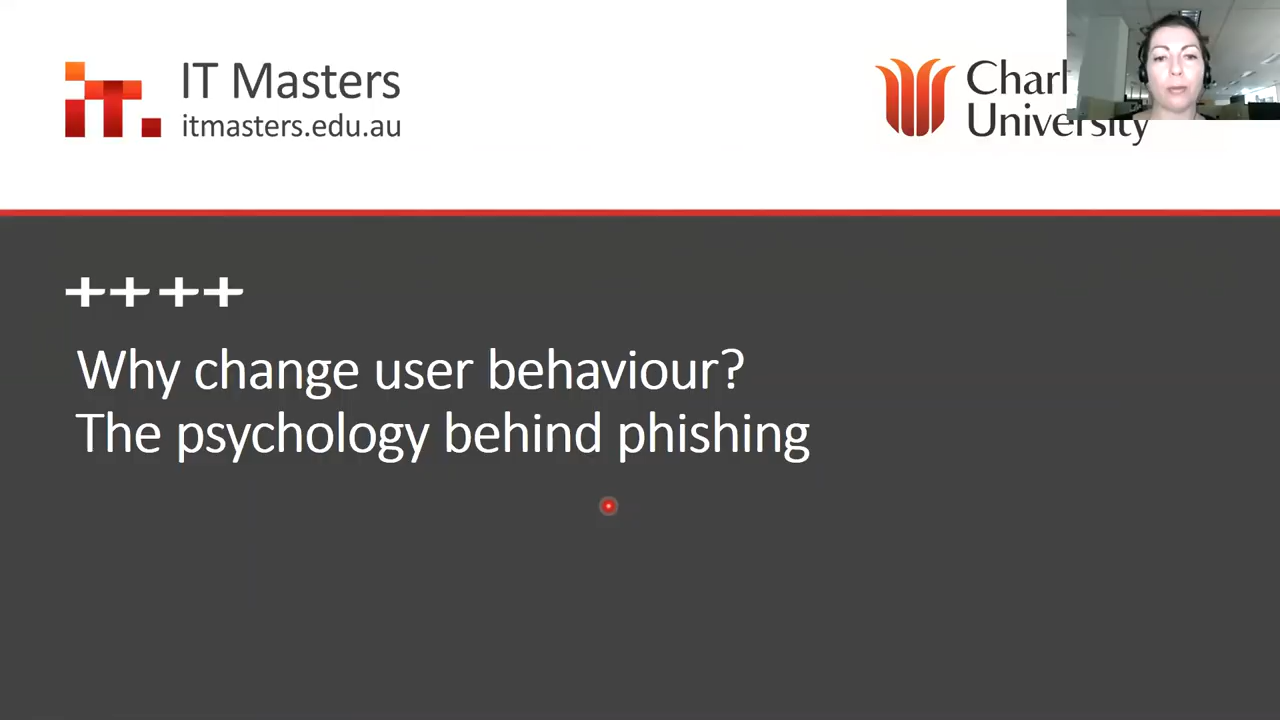 IT Masters
itmasters.edu.au
Charl
University
++++
Why change user behaviour?
The psychology behind phishing